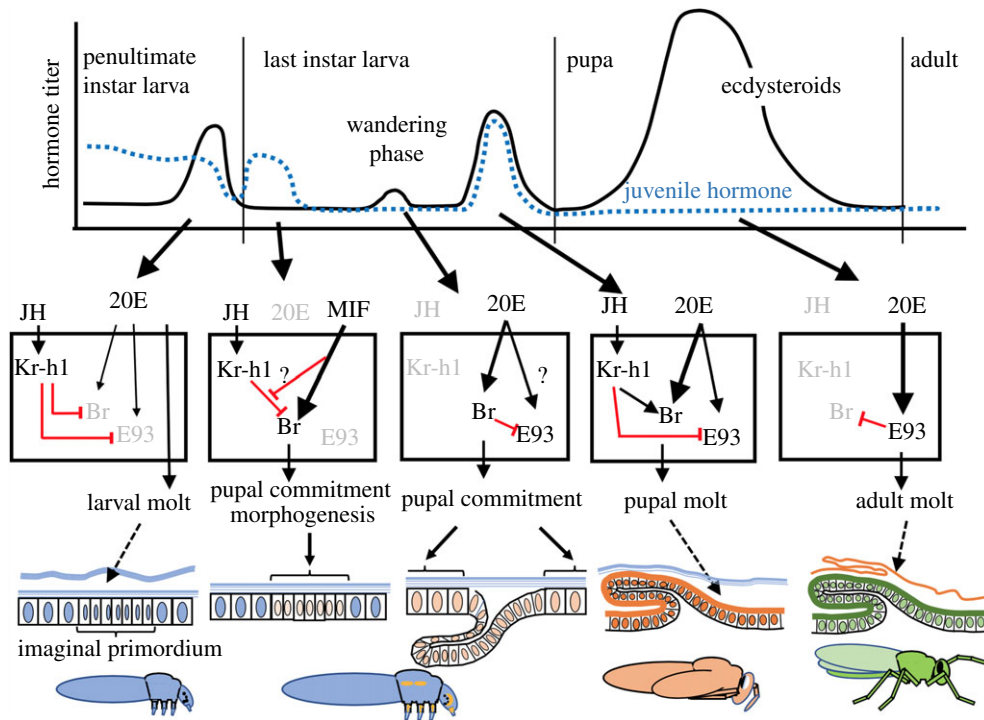 hormone titer
penultimate
instar larva
last instar larva
pupa
adult
wandering
phase
ecdysteroids
juvenile hormone
JH
20E
Kr-h1
Br
E93
larval molt
imaginal primordium
JH
20E
MIF
Kr-h1
?
Br
E93
pupal commitment
morphogenesis
JH
20E
Kr-h1
?
Br
E93
pupal commitment
JH
20E
Kr-h1
Br
E93
pupal molt
JH
20E
Kr-h1
Br
E93
adult molt